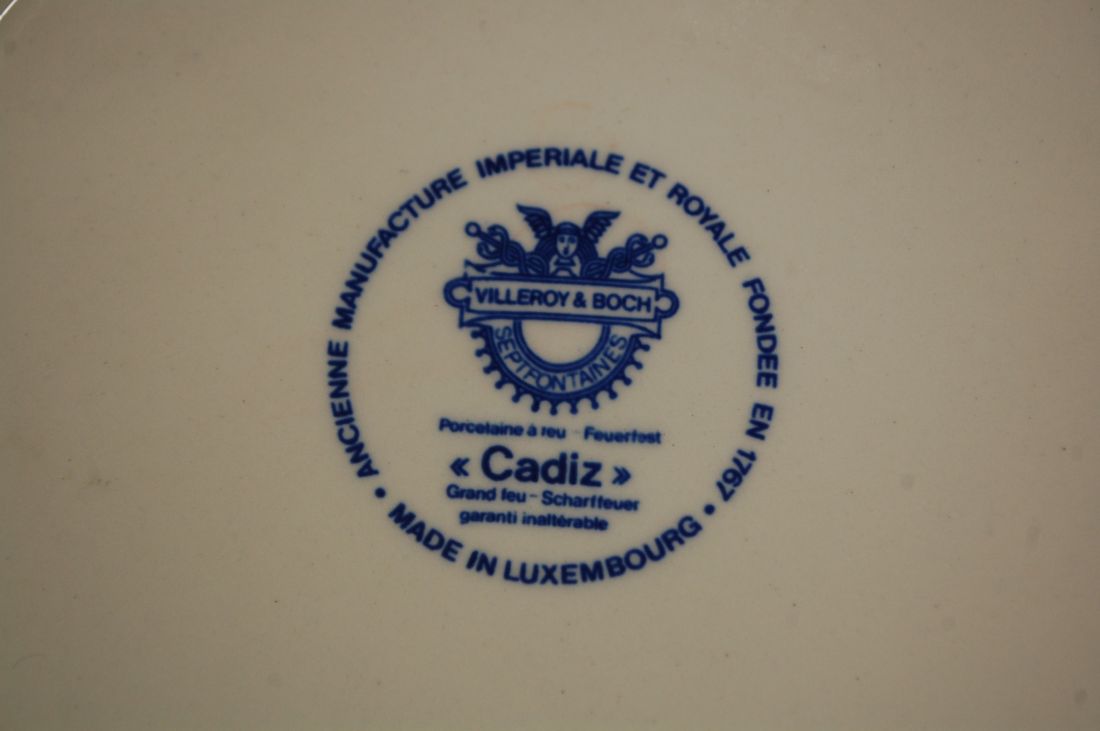 ANCIENNE MANUFACTURE IMPERIALE ET ROYALE FONDEE EN 1767
VILLEROY & BOCH
SEPTFONTAINES
Porcelaine à feu - Feuerfest
« Cadiz »
Grand feu - Scharffeuer
garanti inaltérable
• MADE IN LUXEMBOURG •